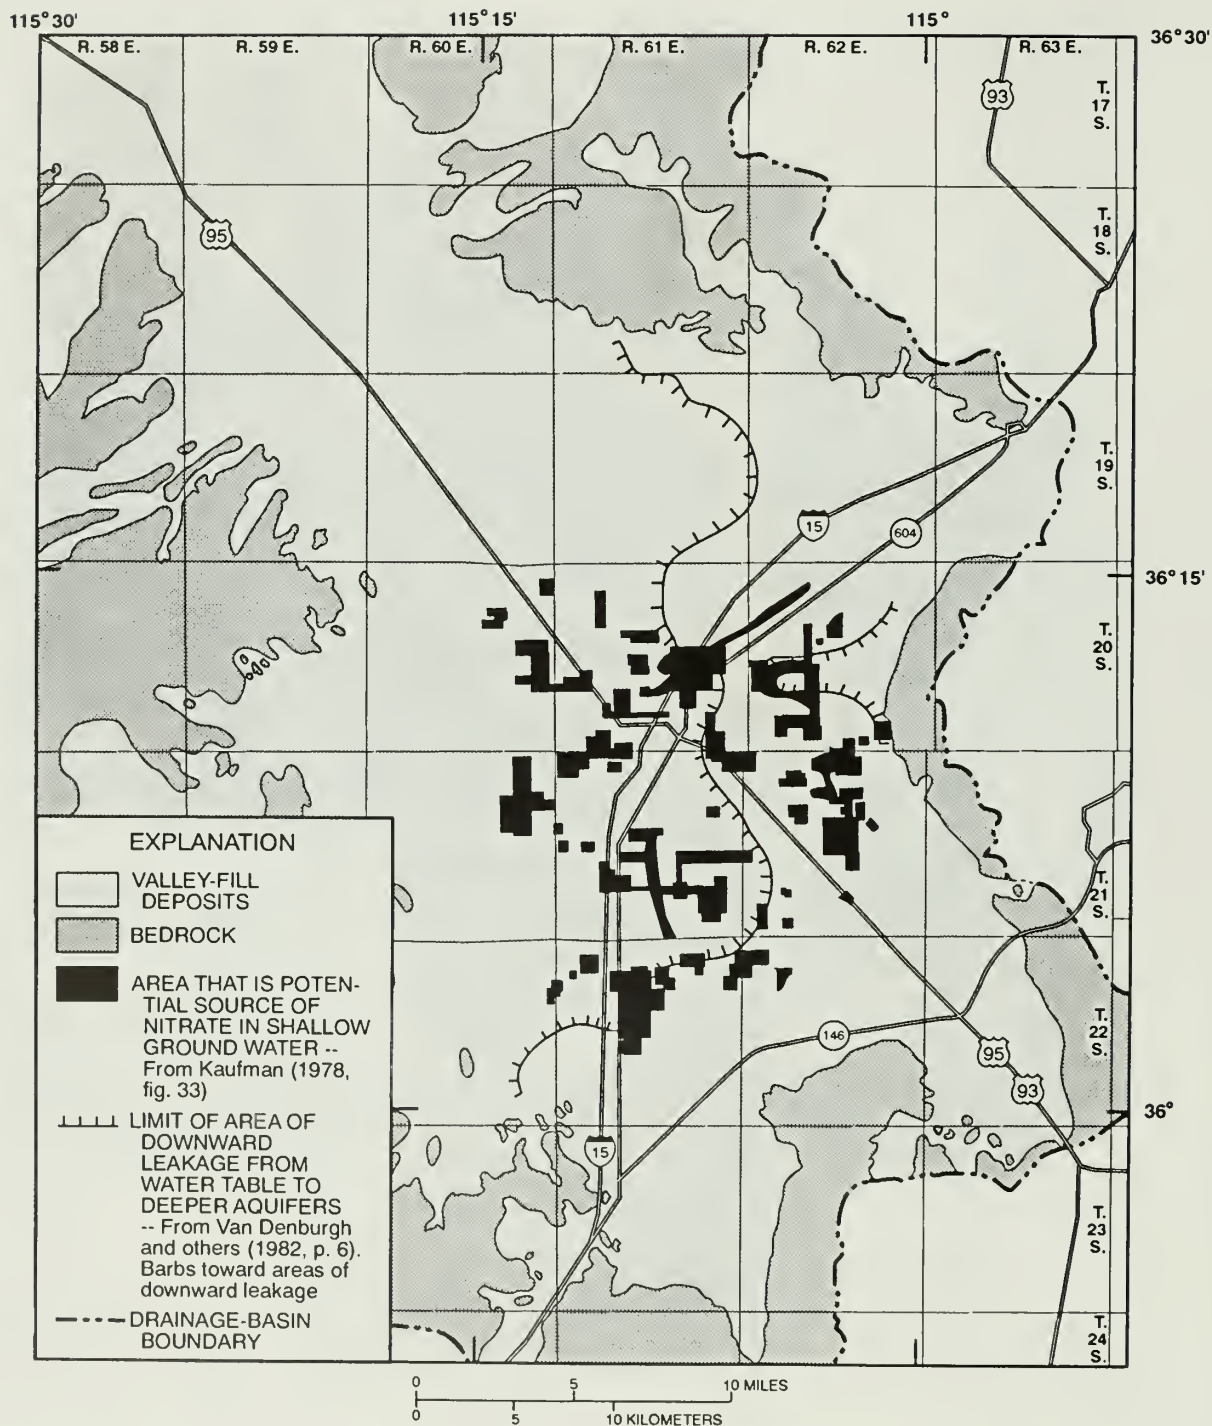 115°30'
115°15'
115°
R. 58 E.
R. 59 E.
R. 60 E.
R. 61 E.
R. 62 E.
R. 63 E.
36°30'
93
T.
17
S.
T.
18
S.
95
T.
19
S.
15
604
36°15'
T.
20
S.
EXPLANATION
VALLEY-FILL
DEPOSITS
BEDROCK
AREA THAT IS POTEN-
TIAL SOURCE OF
NITRATE IN SHALLOW
GROUND WATER --
From Kaufman (1978,
fig. 33)
LIMIT OF AREA OF
DOWNWARD
LEAKAGE FROM
WATER TABLE TO
DEEPER AQUIFERS
-- From Van Denburgh
and others (1982, p. 6).
Barbs toward areas of
downward leakage
DRAINAGE-BASIN
BOUNDARY
T.
21
S.
T.
22
S.
146
95
93
36°
15
T.
23
S.
T.
24
S.
0 5 10 MILES
0 5 10 KILOMETERS